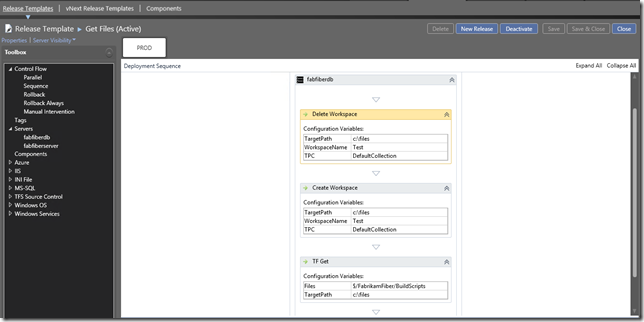 Release Templates | vNext Release Templates | Components
Release Template ▸ Get Files (Active)
Delete New Release Deactivate Save Save & Close Close
Properties | Server Visibility
PROD
Toolbox
Deployment Sequence Expand All Collapse All
Control Flow
Parallel
Sequence
Rollback
Rollback Always
Manual Intervention
Tags
Servers
fabfiberdb
fabfiberserver
Components
Azure
IIS
INI File
MS-SQL
TFS Source Control
Windows OS
Windows Services
fabfiberdb
Delete Workspace
Configuration Variables:
TargetPath c:\files
WorkspaceName Test
TPC DefaultCollection
Create Workspace
Configuration Variables:
TargetPath c:\files
WorkspaceName Test
TPC DefaultCollection
TF Get
Configuration Variables:
Files $/FabrikamFiber/BuildScripts
TargetPath c:\files